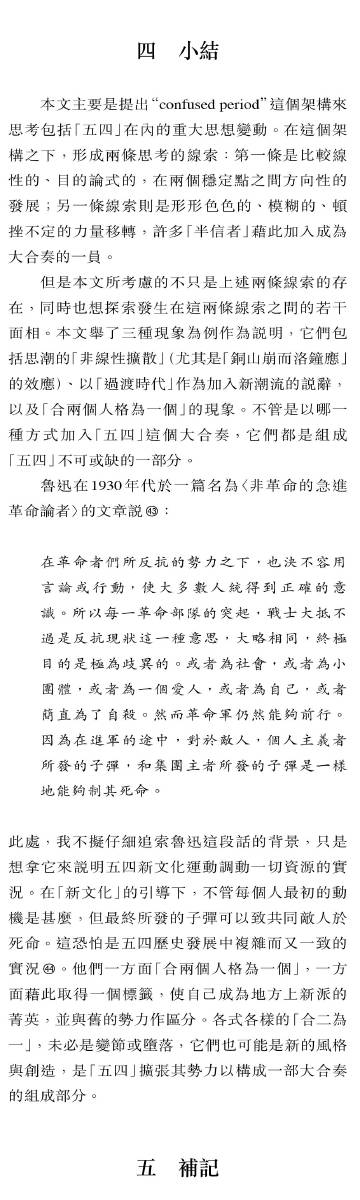 四　小結
　　本文主要是提出“confused period”這個架構來
思考包括「五四」在內的重大思想變動。在這個架
構之下，形成兩條思考的線索：第一條是比較線
性的、目的論式的，在兩個穩定點之間方向性的
發展；另一條線索則是形形色色的、模糊的、頓
挫不定的力量移轉，許多「半信者」藉此加入成為
大合奏的一員。
　　但是本文所考慮的不只是上述兩條線索的存
在，同時也想探索發生在這兩條線索之間的若干
面相。本文舉了三種現象為例作為説明，它們包
括思潮的「非線性擴散」（尤其是「銅山崩而洛鐘應」
的效應）、以「過渡時代」作為加入新潮流的説辭，
以及「合兩個人格為一個」的現象。不管是以哪一
種方式加入「五四」這個大合奏，它們都是組成
「五四」不可或缺的一部分。
　　魯迅在1930年代於一篇名為〈非革命的急進
革命論者〉的文章説㊸：
在革命者們所反抗的勢力之下，也決不容用
言論或行動，使大多數人統得到正確的意
識。所以每一革命部隊的突起，戰士大抵不
過是反抗現狀這一種意思，大略相同，終極
目的是極為歧異的。或者為社會，或者為小
團體，或者為一個愛人，或者為自己，或者
簡直為了自殺。然而革命軍仍然能夠前行。
因為在進軍的途中，對於敵人，個人主義者
所發的子彈，和集團主者所發的子彈是一樣
地能夠制其死命。
此處，我不擬仔細追索魯迅這段話的背景，只是
想拿它來説明五四新文化運動調動一切資源的實
況。在「新文化」的引導下，不管每個人最初的動
機是甚麼，但最終所發的子彈可以致共同敵人於
死命。這恐怕是五四歷史發展中複雜而又一致的
實況㊹。他們一方面「合兩個人格為一個」，一方
面藉此取得一個標籤，使自己成為地方上新派的
菁英，並與舊的勢力作區分。各式各樣的「合二為
一」，未必是變節或墮落，它們也可能是新的風格
與創造，是「五四」擴張其勢力以構成一部大合奏
的組成部分。
五　補記